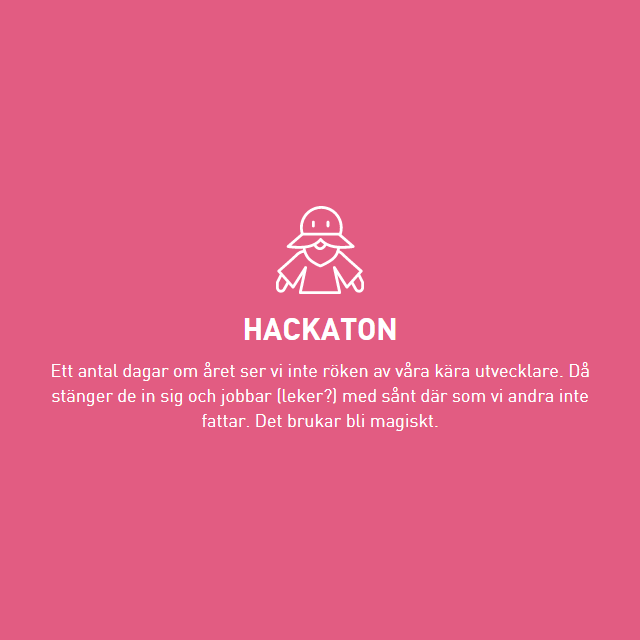 HACKATON
Ett antal dagar om året ser vi inte röken av våra kära utvecklare. Då
stänger de in sig och jobbar (leker?) med sånt där som vi andra inte
fattar. Det brukar bli magiskt.